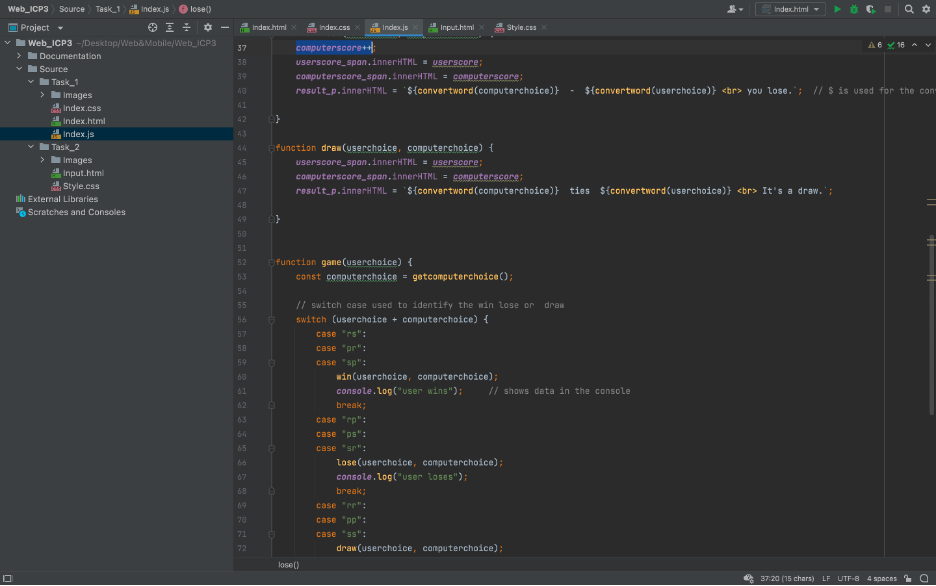 Web_ICP3 Source Task_1 Index.js lose()
Index.html
Project
Index.html Index.css Index.js Input.html Style.css
Web_ICP3 ~/Desktop/Web&Mobile/Web_ICP3
Documentation
Source
Task_1
Images
Index.css
Index.html
Index.js
Task_2
Images
Input.html
Style.css
External Libraries
Scratches and Consoles
6 16
37 computerscore++;
38 userscore_span.innerHTML = userscore;
39 computerscore_span.innerHTML = computerscore;
40 result_p.innerHTML = `${convertword(computerchoice)} - ${convertword(userchoice)} <br> you lose.`; // $ is used for the con
41
42 }
43
44 function draw(userchoice, computerchoice) {
45 userscore_span.innerHTML = userscore;
46 computerscore_span.innerHTML = computerscore;
47 result_p.innerHTML = `${convertword(computerchoice)} ties ${convertword(userchoice)} <br> It's a draw.`;
48
49 }
50
51
52 function game(userchoice) {
53 const computerchoice = getcomputerchoice();
54
55 // switch case used to identify the win lose or draw
56 switch (userchoice + computerchoice) {
57 case "rs":
58 case "pr":
59 case "sp":
60 win(userchoice, computerchoice);
61 console.log("user wins"); // shows data in the console
62 break;
63 case "rp":
64 case "ps":
65 case "sr":
66 lose(userchoice, computerchoice);
67 console.log("user loses");
68 break;
69 case "rr":
70 case "pp":
71 case "ss":
72 draw(userchoice, computerchoice);
lose()
37:20 (15 chars) LF UTF-8 4 spaces